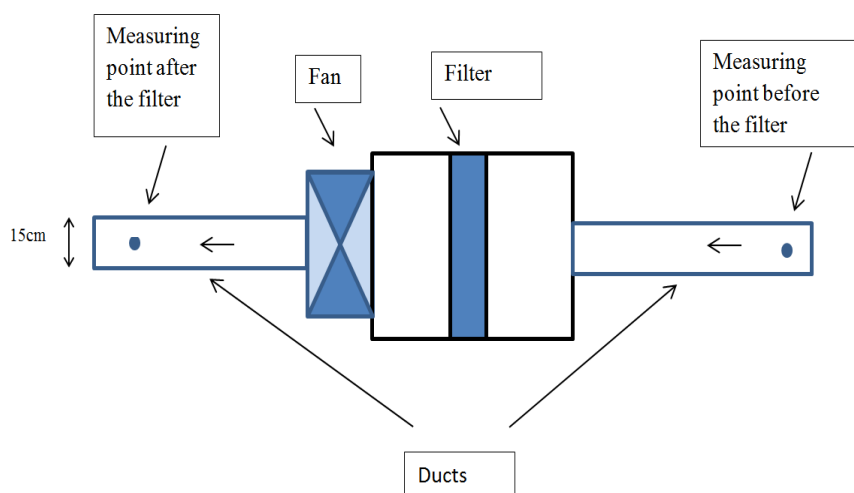 Measuring
point after
the filter
Fan
Filter
Measuring
point before
the filter
15cm
Ducts